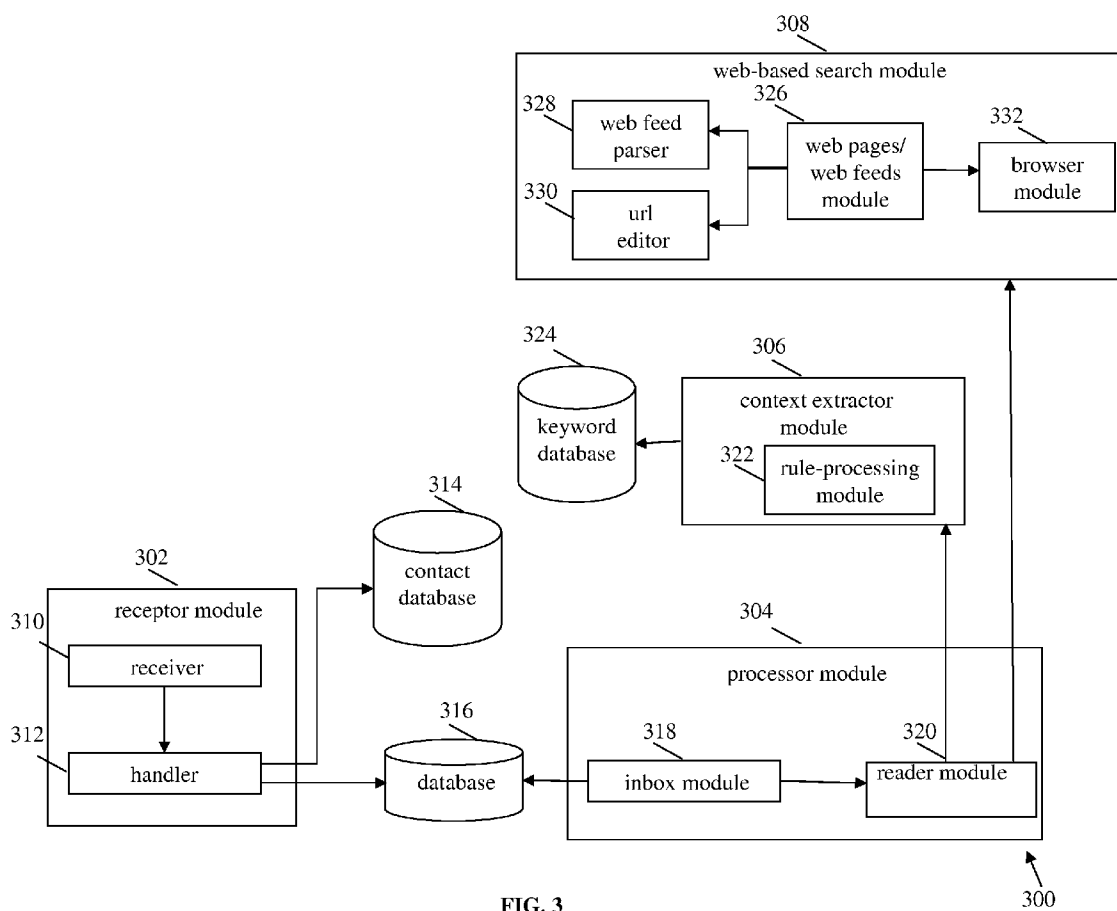 308
web-based search module
328
web feed
parser
326
web pages/
web feeds
module
332
browser
module
330
url
editor
324
keyword
database
306
context extractor
module
322
rule-processing
module
314
contact
database
302
receptor module
310
receiver
312
handler
316
database
304
processor module
318
inbox module
320
reader module
300
FIG. 3